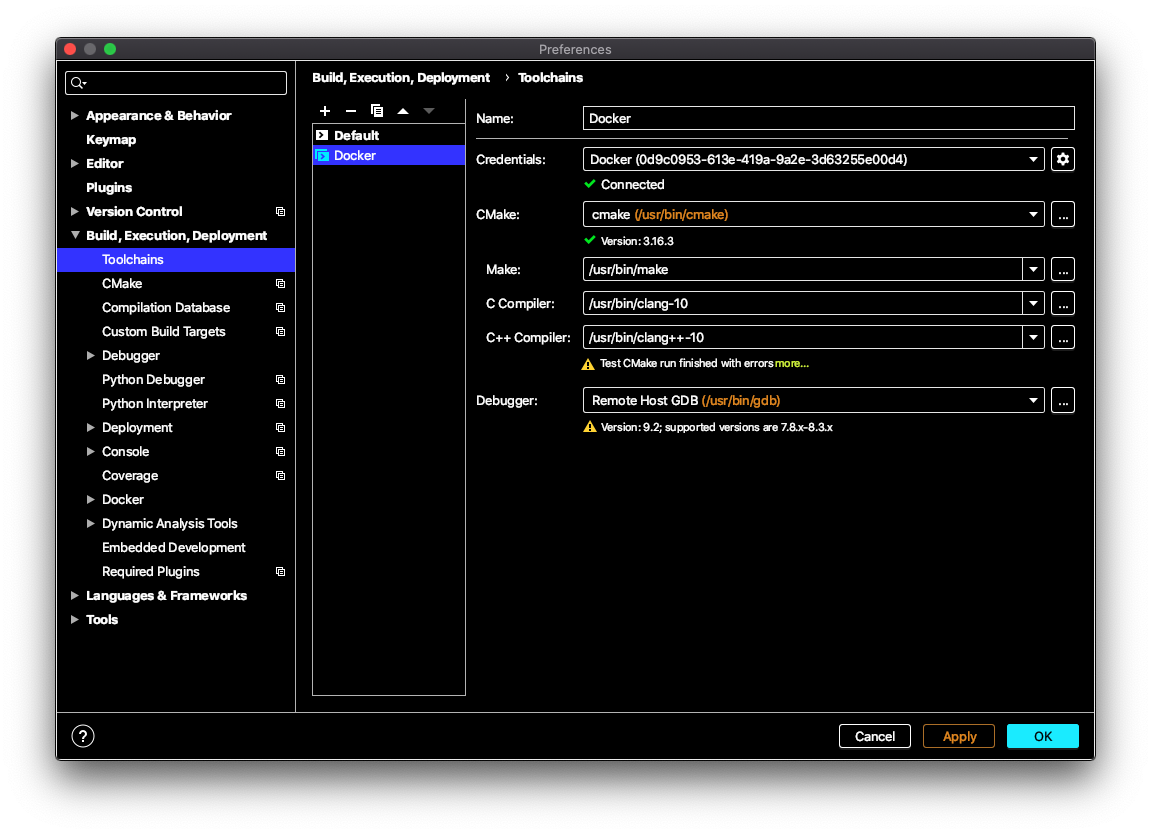 Preferences
Appearance & Behavior
Keymap
Editor
Plugins
Version Control
Build, Execution, Deployment
Toolchains
CMake
Compilation Database
Custom Build Targets
Debugger
Python Debugger
Python Interpreter
Deployment
Console
Coverage
Docker
Dynamic Analysis Tools
Embedded Development
Required Plugins
Languages & Frameworks
Tools
Build, Execution, Deployment › Toolchains
Default
Docker
Name: Docker
Credentials: Docker (0d9c0953-613e-419a-9a2e-3d63255e00d4)
Connected
CMake: cmake (/usr/bin/cmake) ...
Version: 3.16.3
Make: /usr/bin/make ...
C Compiler: /usr/bin/clang-10 ...
C++ Compiler: /usr/bin/clang++-10 ...
Test CMake run finished with errors more...
Debugger: Remote Host GDB (/usr/bin/gdb) ...
Version: 9.2; supported versions are 7.8.x-8.3.x
? Cancel Apply OK